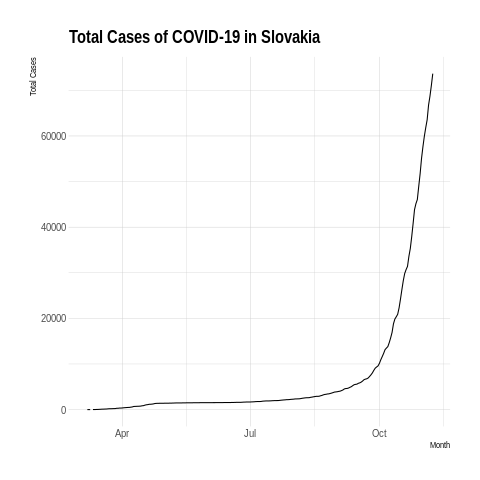 Total Cases of COVID-19 in Slovakia
Total Cases
60000
40000
20000
0
Apr Jul Oct
Month